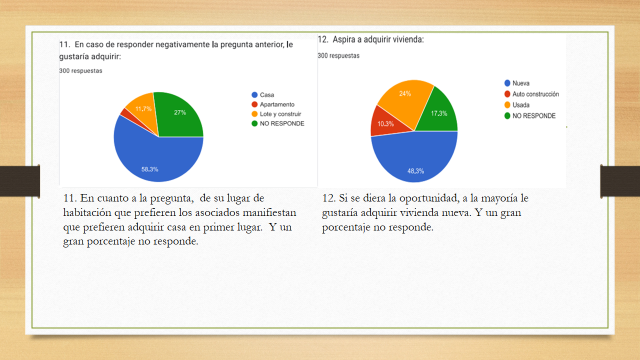 11. En caso de responder negativamente la pregunta anterior, le
gustaría adquirir:
300 respuestas
Casa
Apartamento
Lote y construir
NO RESPONDE
11,7%
27%
58,3%
11. En cuanto a la pregunta, de su lugar de
habitación que prefieren los asociados manifiestan
que prefieren adquirir casa en primer lugar. Y un
gran porcentaje no responde.
12. Aspira a adquirir vivienda:
300 respuestas
Nueva
Auto construcción
Usada
NO RESPONDE
24%
17,3%
10,3%
48,3%
12. Si se diera la oportunidad, a la mayoría le
gustaría adquirir vivienda nueva. Y un gran
porcentaje no responde.